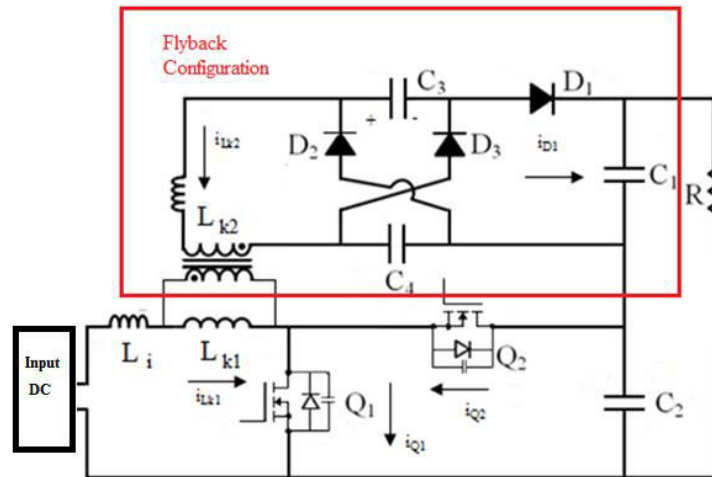 Flyback
Configuration
C3
D1
+ -
iLk2
D2
D3
iD1
C1
R
Lk2
C4
Input
DC
Li
Lk1
Q2
iLk1
Q1
iQ2
C2
iQ1